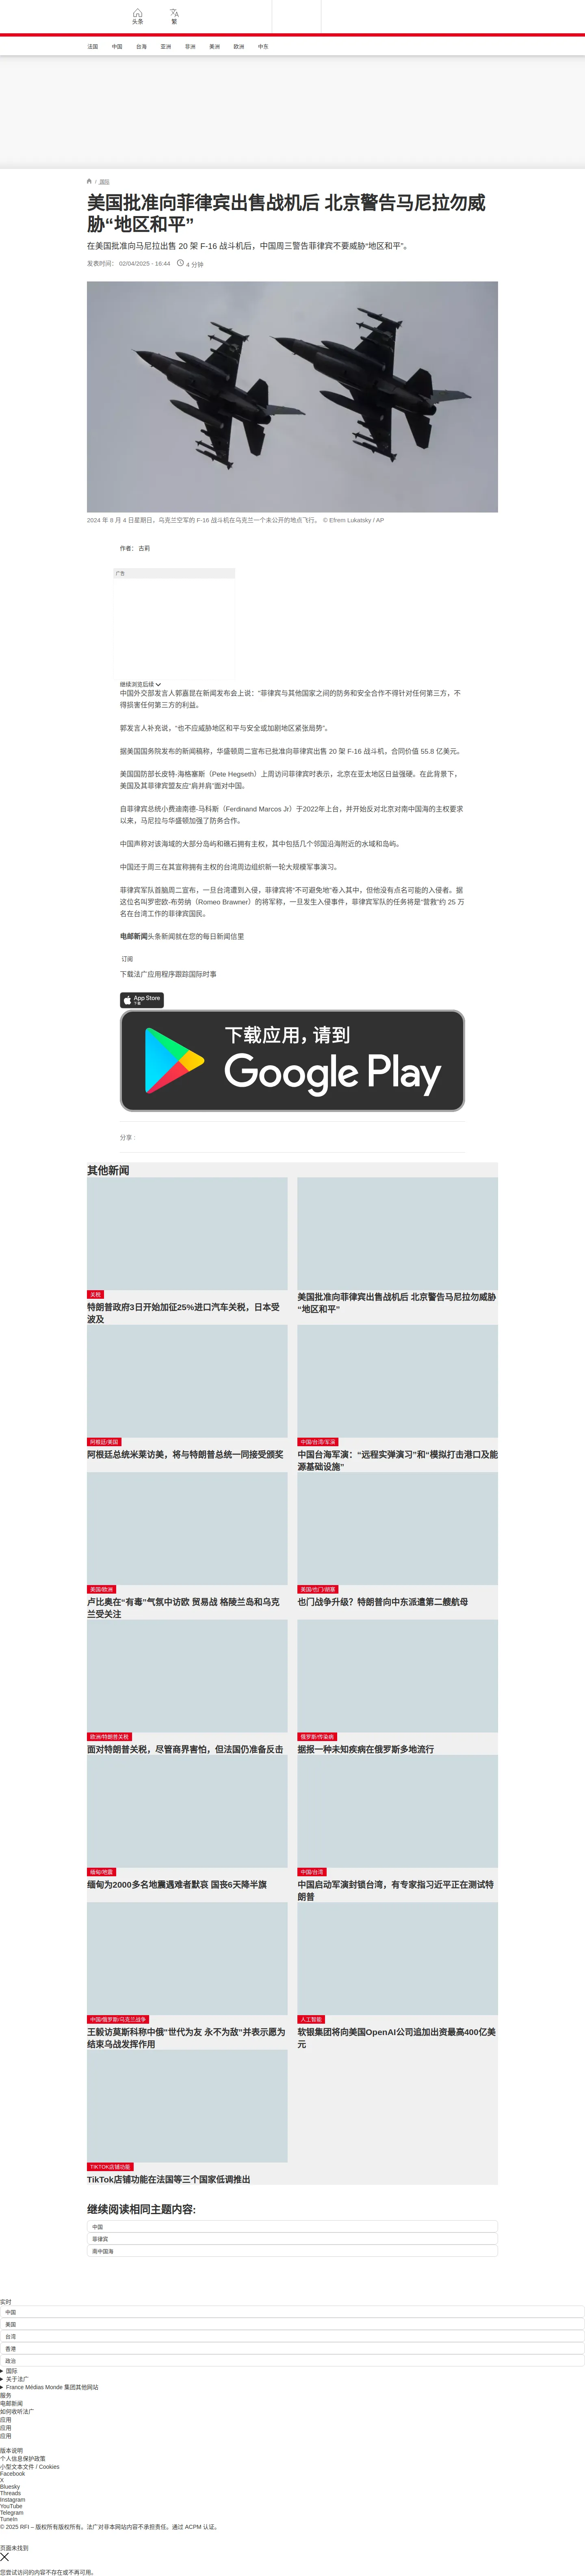 头条
繁
法国
中国
台海
亚洲
非洲
美洲
欧洲
中东
/ 国际
美国批准向菲律宾出售战机后 北京警告马尼拉勿威
胁“地区和平”
在美国批准向马尼拉出售 20 架 F-16 战斗机后，中国周三警告菲律宾不要威胁“地区和平”。
发表时间： 02/04/2025 - 16:44
4 分钟
2024 年 8 月 4 日星期日，乌克兰空军的 F-16 战斗机在乌克兰一个未公开的地点飞行。 © Efrem Lukatsky / AP
作者： 古莉
广告
继续浏览后续
中国外交部发言人郭嘉昆在新闻发布会上说：“菲律宾与其他国家之间的防务和安全合作不得针对任何第三方，不
得损害任何第三方的利益。
郭发言人补充说，“也不应威胁地区和平与安全或加剧地区紧张局势”。
据美国国务院发布的新闻稿称，华盛顿周二宣布已批准向菲律宾出售 20 架 F-16 战斗机，合同价值 55.8 亿美元。
美国国防部长皮特-海格塞斯（Pete Hegseth）上周访问菲律宾时表示，北京在亚太地区日益强硬。在此背景下，
美国及其菲律宾盟友应“肩并肩”面对中国。
自菲律宾总统小费迪南德-马科斯（Ferdinand Marcos Jr）于2022年上台，并开始反对北京对南中国海的主权要求
以来，马尼拉与华盛顿加强了防务合作。
中国声称对该海域的大部分岛屿和礁石拥有主权，其中包括几个邻国沿海附近的水域和岛屿。
中国还于周三在其宣称拥有主权的台湾周边组织新一轮大规模军事演习。
菲律宾军队首脑周二宣布，一旦台湾遭到入侵，菲律宾将“不可避免地”卷入其中，但他没有点名可能的入侵者。据
这位名叫罗密欧-布劳纳（Romeo Brawner）的将军称，一旦发生入侵事件，菲律宾军队的任务将是“营救”约 25 万
名在台湾工作的菲律宾国民。
电邮新闻头条新闻就在您的每日新闻信里
订阅
下载法广应用程序跟踪国际时事
App Store
下载
下载应用，请到
Google Play
分享 :
其他新闻
关税
特朗普政府3日开始加征25%进口汽车关税，日本受
波及
美国批准向菲律宾出售战机后 北京警告马尼拉勿威胁
“地区和平”
阿根廷/美国
阿根廷总统米莱访美，将与特朗普总统一同接受颁奖
中国/台湾/军演
中国台海军演：“远程实弹演习”和“模拟打击港口及能
源基础设施”
美国/欧洲
卢比奥在“有毒”气氛中访欧 贸易战 格陵兰岛和乌克
兰受关注
美国/也门/胡塞
也门战争升级？特朗普向中东派遣第二艘航母
欧洲/特朗普关税
面对特朗普关税，尽管商界害怕，但法国仍准备反击
俄罗斯/传染病
据报一种未知疾病在俄罗斯多地流行
缅甸/地震
缅甸为2000多名地震遇难者默哀 国丧6天降半旗
中国/台湾
中国启动军演封锁台湾，有专家指习近平正在测试特
朗普
中国/俄罗斯/乌克兰战争
王毅访莫斯科称中俄”世代为友 永不为敌”并表示愿为
结束乌战发挥作用
人工智能
软银集团将向美国OpenAI公司追加出资最高400亿美
元
TIKTOK店铺功能
TikTok店铺功能在法国等三个国家低调推出
继续阅读相同主题内容:
中国
菲律宾
南中国海
实时
中国
美国
台湾
香港
政治
国际
关于法广
France Médias Monde 集团其他网站
服务
电邮新闻
如何收听法广
应用
应用
应用
版本说明
个人信息保护政策
小型文本文件 / Cookies
Facebook
X
Bluesky
Threads
Instagram
YouTube
Telegram
TuneIn
© 2025 RFI – 版权所有版权所有。法广对非本网站内容不承担责任。通过 ACPM 认证。
页面未找到
您尝试访问的内容不存在或不再可用。